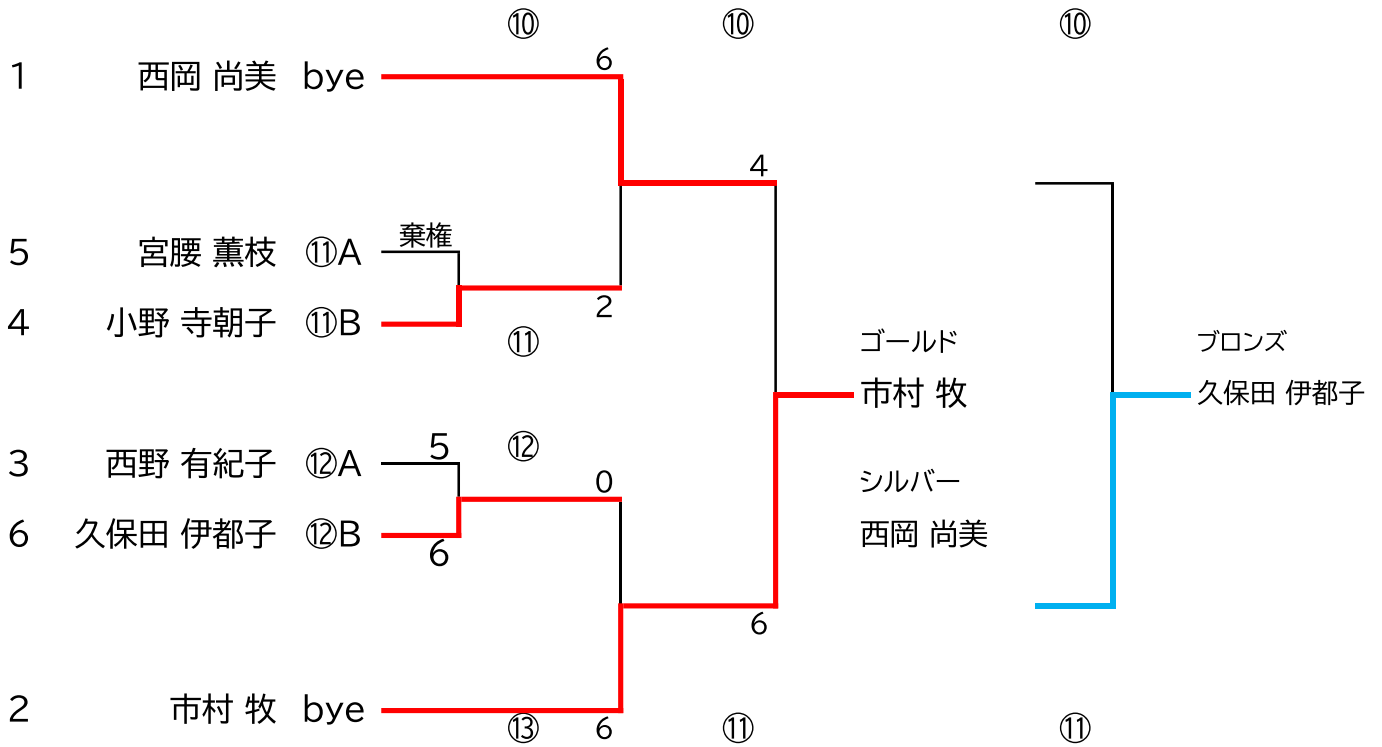 ⑩ ⑩ ⑩
6
1 西岡 尚美 bye
4
棄権
5 宮腰 薫枝 ⑪A
2
4 小野 寺朝子 ⑪B
⑪
ゴールド ブロンズ
市村 牧 久保田 伊都子
5 ⑫
3 西野 有紀子 ⑫A
0
シルバー
6 久保田 伊都子 ⑫B
西岡 尚美
6
6
2 市村 牧 bye
⑬ 6 ⑪ ⑪